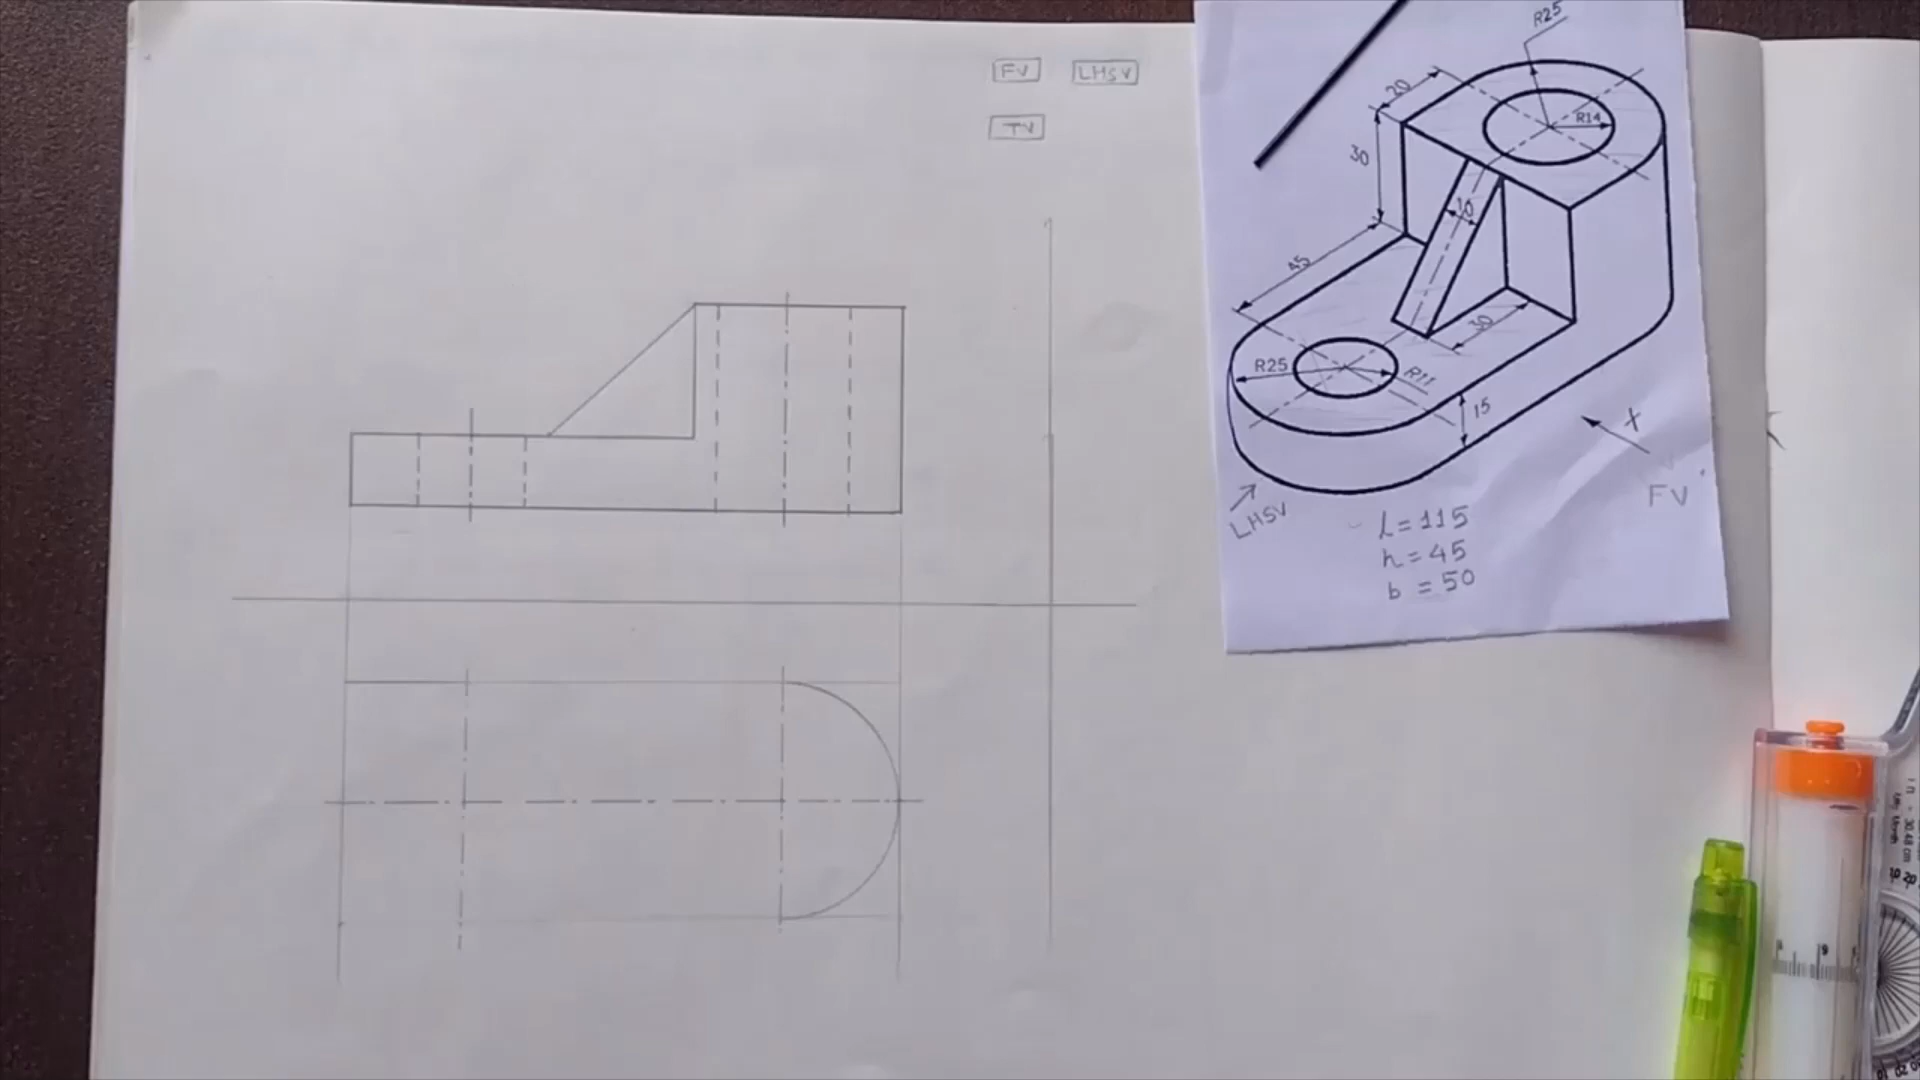 FV LHSV
TV
R25
20
R14
30
10
45
30
R25
R11
15
X
FV
LHSV
l = 115
h = 45
b = 50